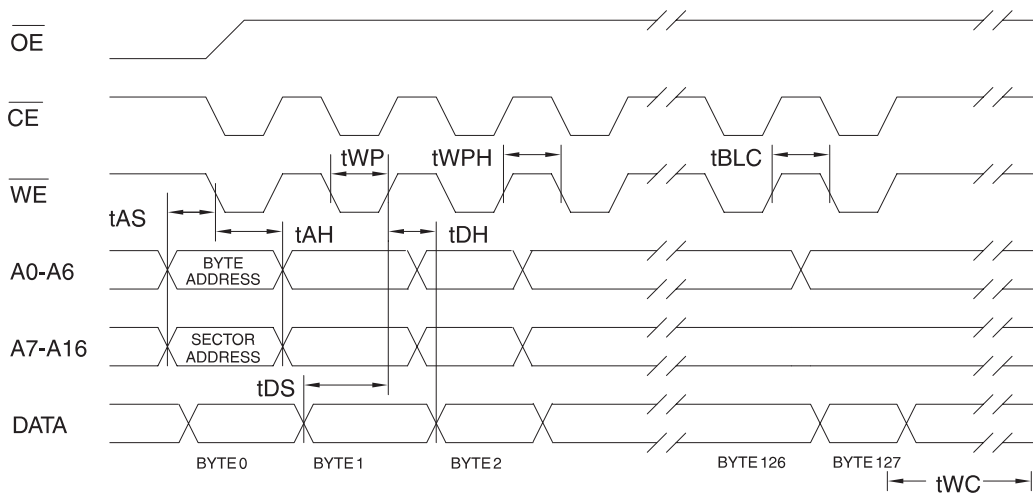 OE
CE
tWP
tWPH
tBLC
WE
tAS
tAH
tDH
A0-A6
BYTE
ADDRESS
A7-A16
SECTOR
ADDRESS
tDS
DATA
BYTE 0
BYTE 1
BYTE 2
BYTE 126
BYTE 127
tWC